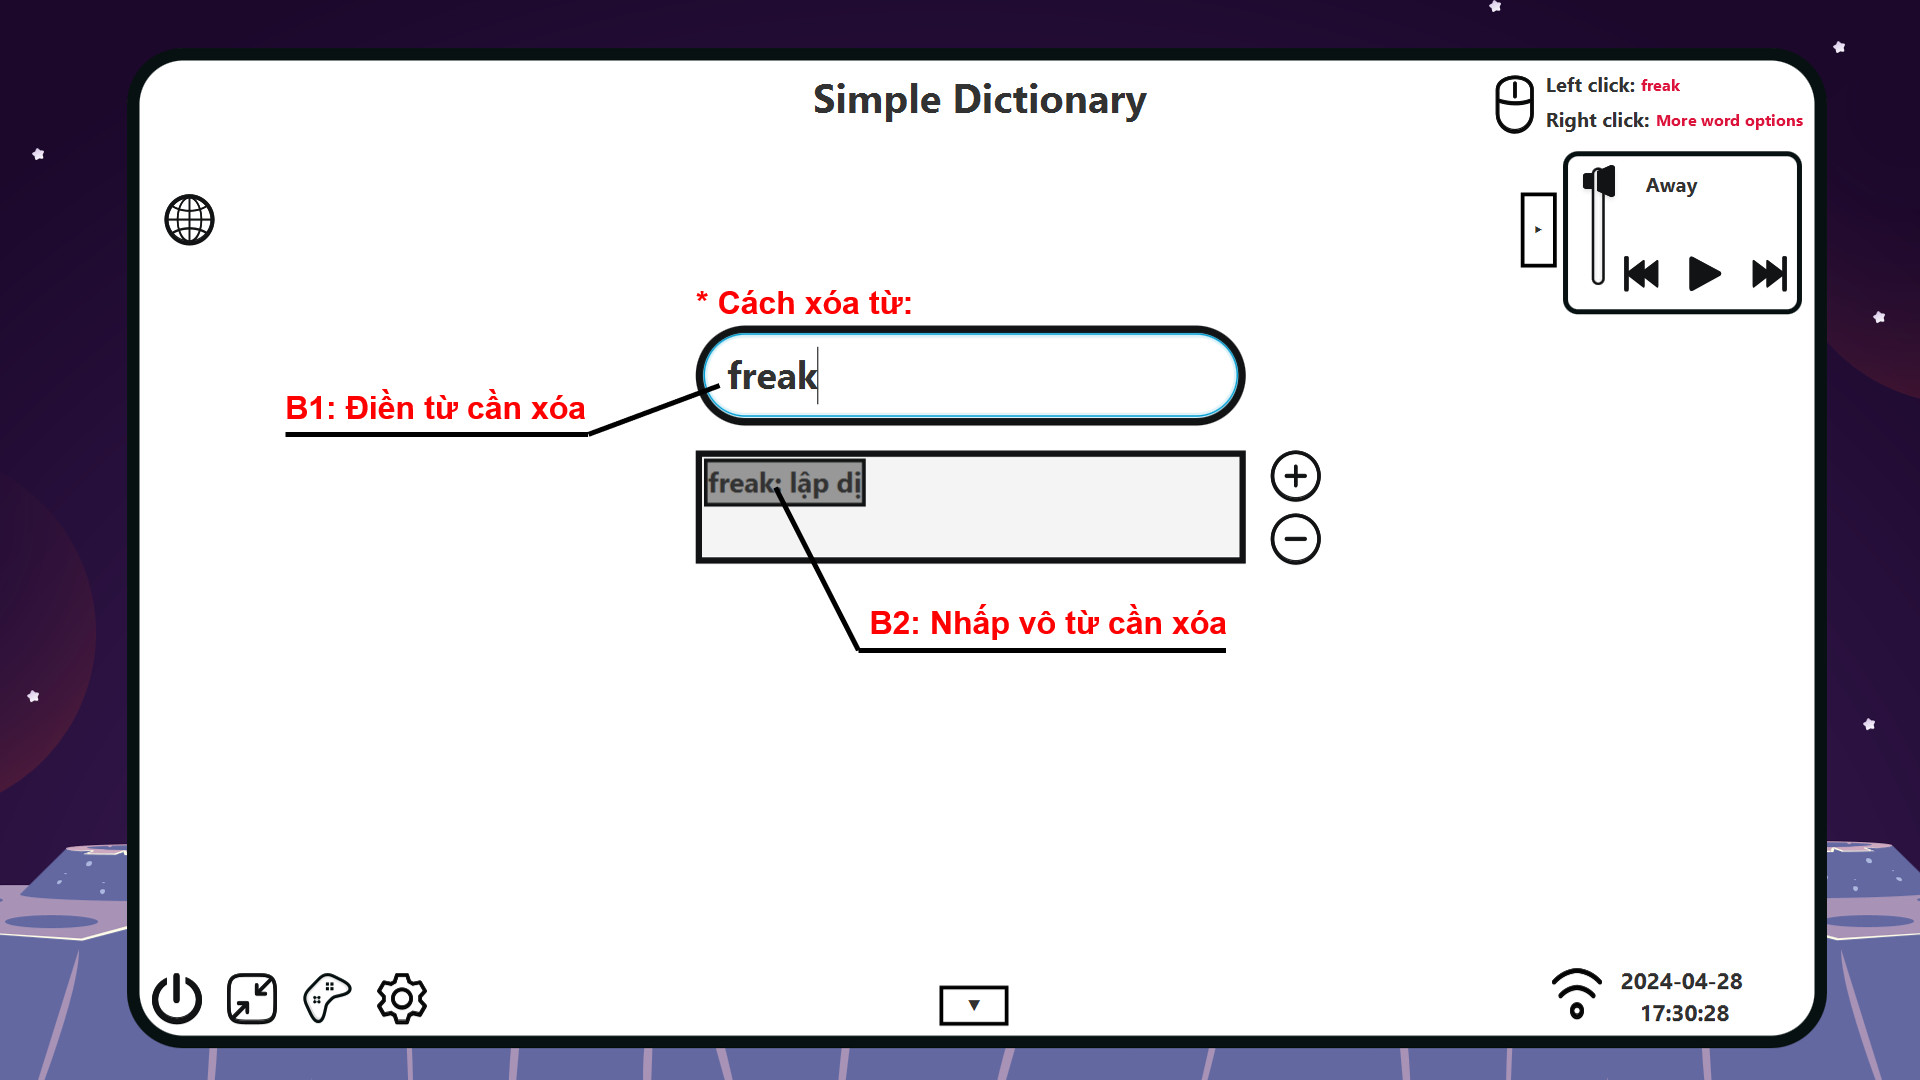 Simple Dictionary
Left click: freak
Right click: More word options
Away
* Cách xóa từ:
freak
B1: Điền từ cần xóa
freak: lập dị
B2: Nhấp vô từ cần xóa
2024-04-28
17:30:28